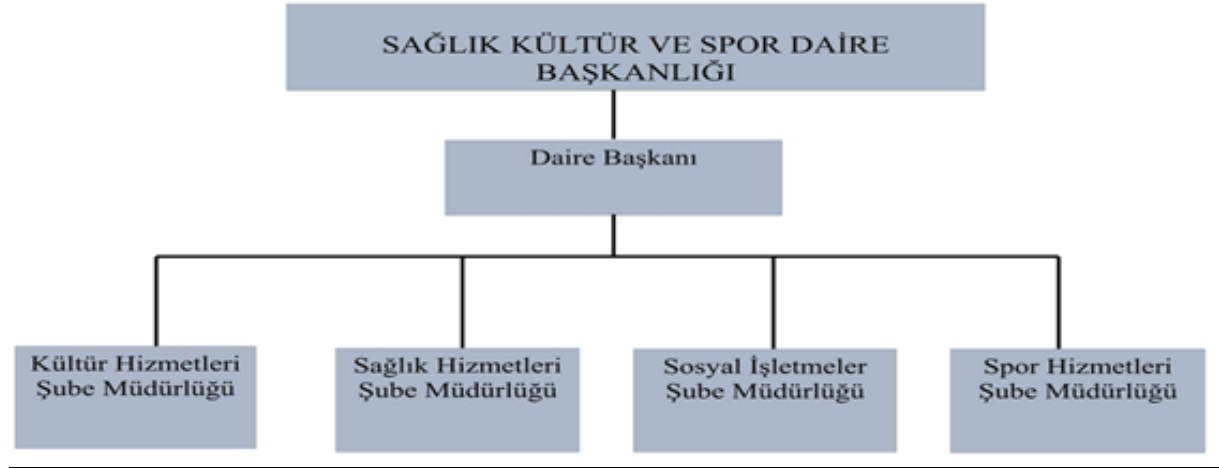 SAĞLIK KÜLTÜR VE SPOR DAİRE
BAŞKANLIĞI
Daire Başkanı
Kültür Hizmetleri
Şube Müdürlüğü
Sağlık Hizmetleri
Şube Müdürlüğü
Sosyal İşletmeler
Şube Müdürlüğü
Spor Hizmetleri
Şube Müdürlüğü